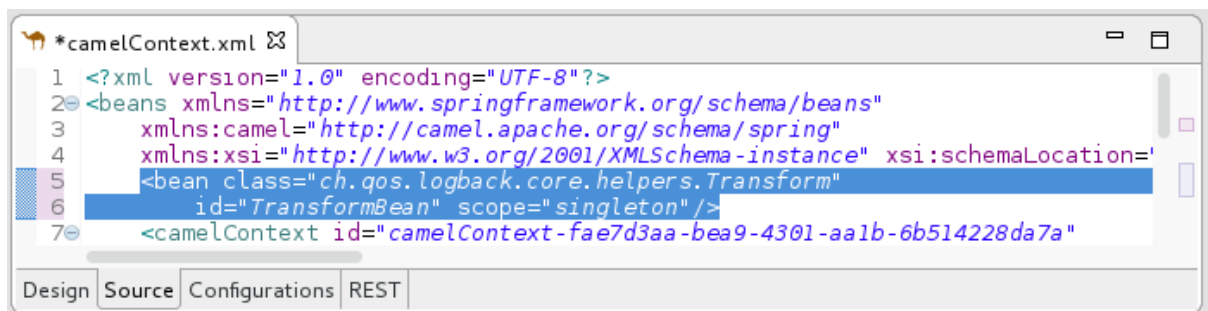 *camelContext.xml
1 <?xml version="1.0" encoding="UTF-8"?>
2 <beans xmlns="http://www.springframework.org/schema/beans"
3 xmlns:camel="http://camel.apache.org/schema/spring"
4 xmlns:xsi="http://www.w3.org/2001/XMLSchema-instance" xsi:schemaLocation="
5 <bean class="ch.qos.logback.core.helpers.Transform"
6 id="TransformBean" scope="singleton"/>
7 <camelContext id="camelContext-fae7d3aa-bea9-4301-aa1b-6b514228da7a"
Design Source Configurations REST